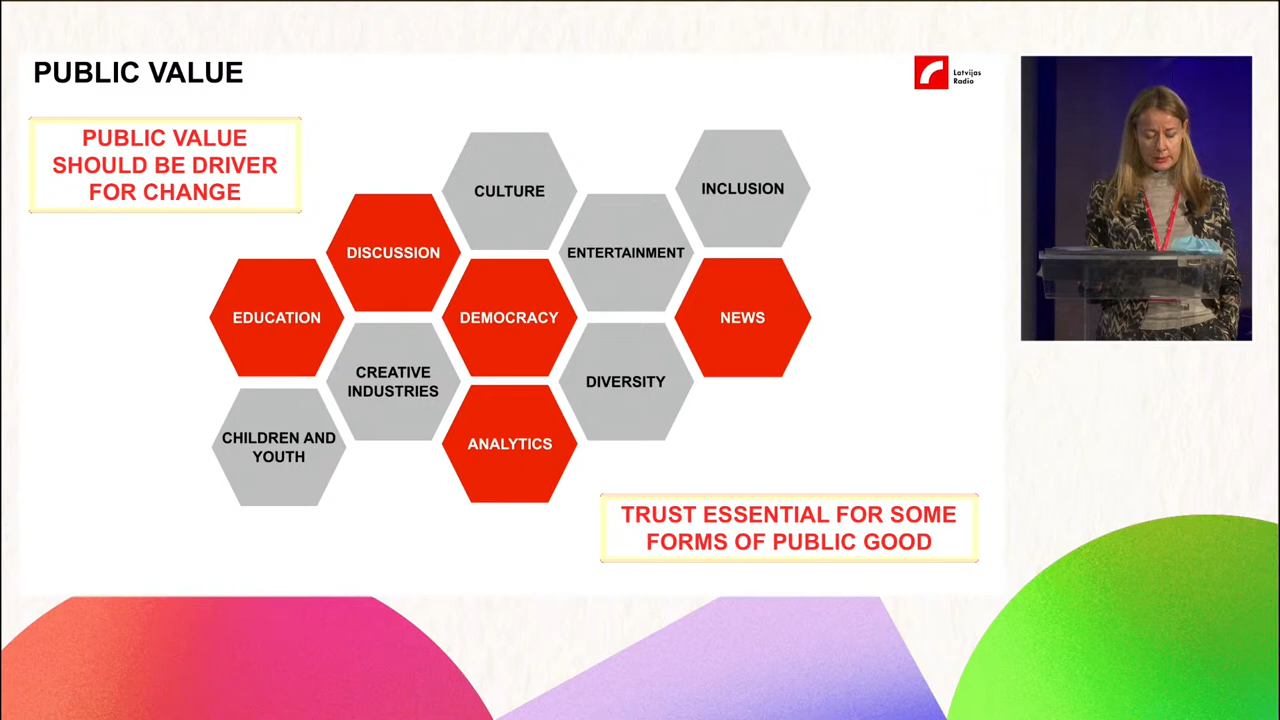 PUBLIC VALUE
Latvijas
Radio
PUBLIC VALUE
SHOULD BE DRIVER
FOR CHANGE
CULTURE
INCLUSION
DISCUSSION
ENTERTAINMENT
EDUCATION
DEMOCRACY
NEWS
CREATIVE
INDUSTRIES
DIVERSITY
CHILDREN AND
YOUTH
ANALYTICS
TRUST ESSENTIAL FOR SOME
FORMS OF PUBLIC GOOD